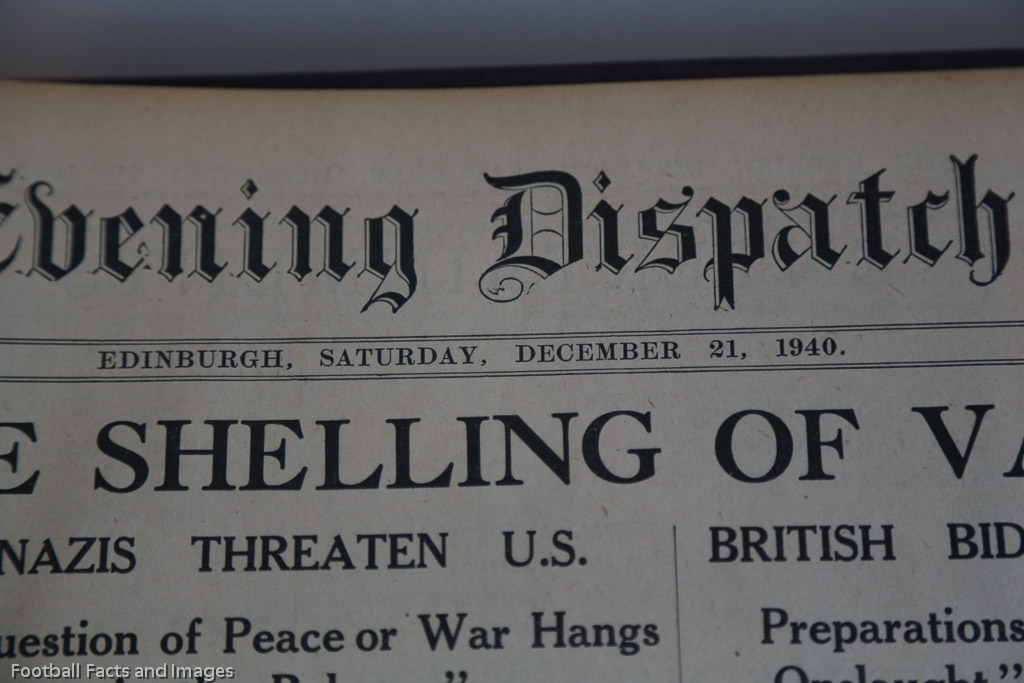 Evening Dispatch
EDINBURGH, SATURDAY, DECEMBER 21, 1940.
E SHELLING OF VA
NAZIS THREATEN U.S.
uestion of Peace or War Hangs
BRITISH BID
Preparations
Onslaught"
Football Facts and Images